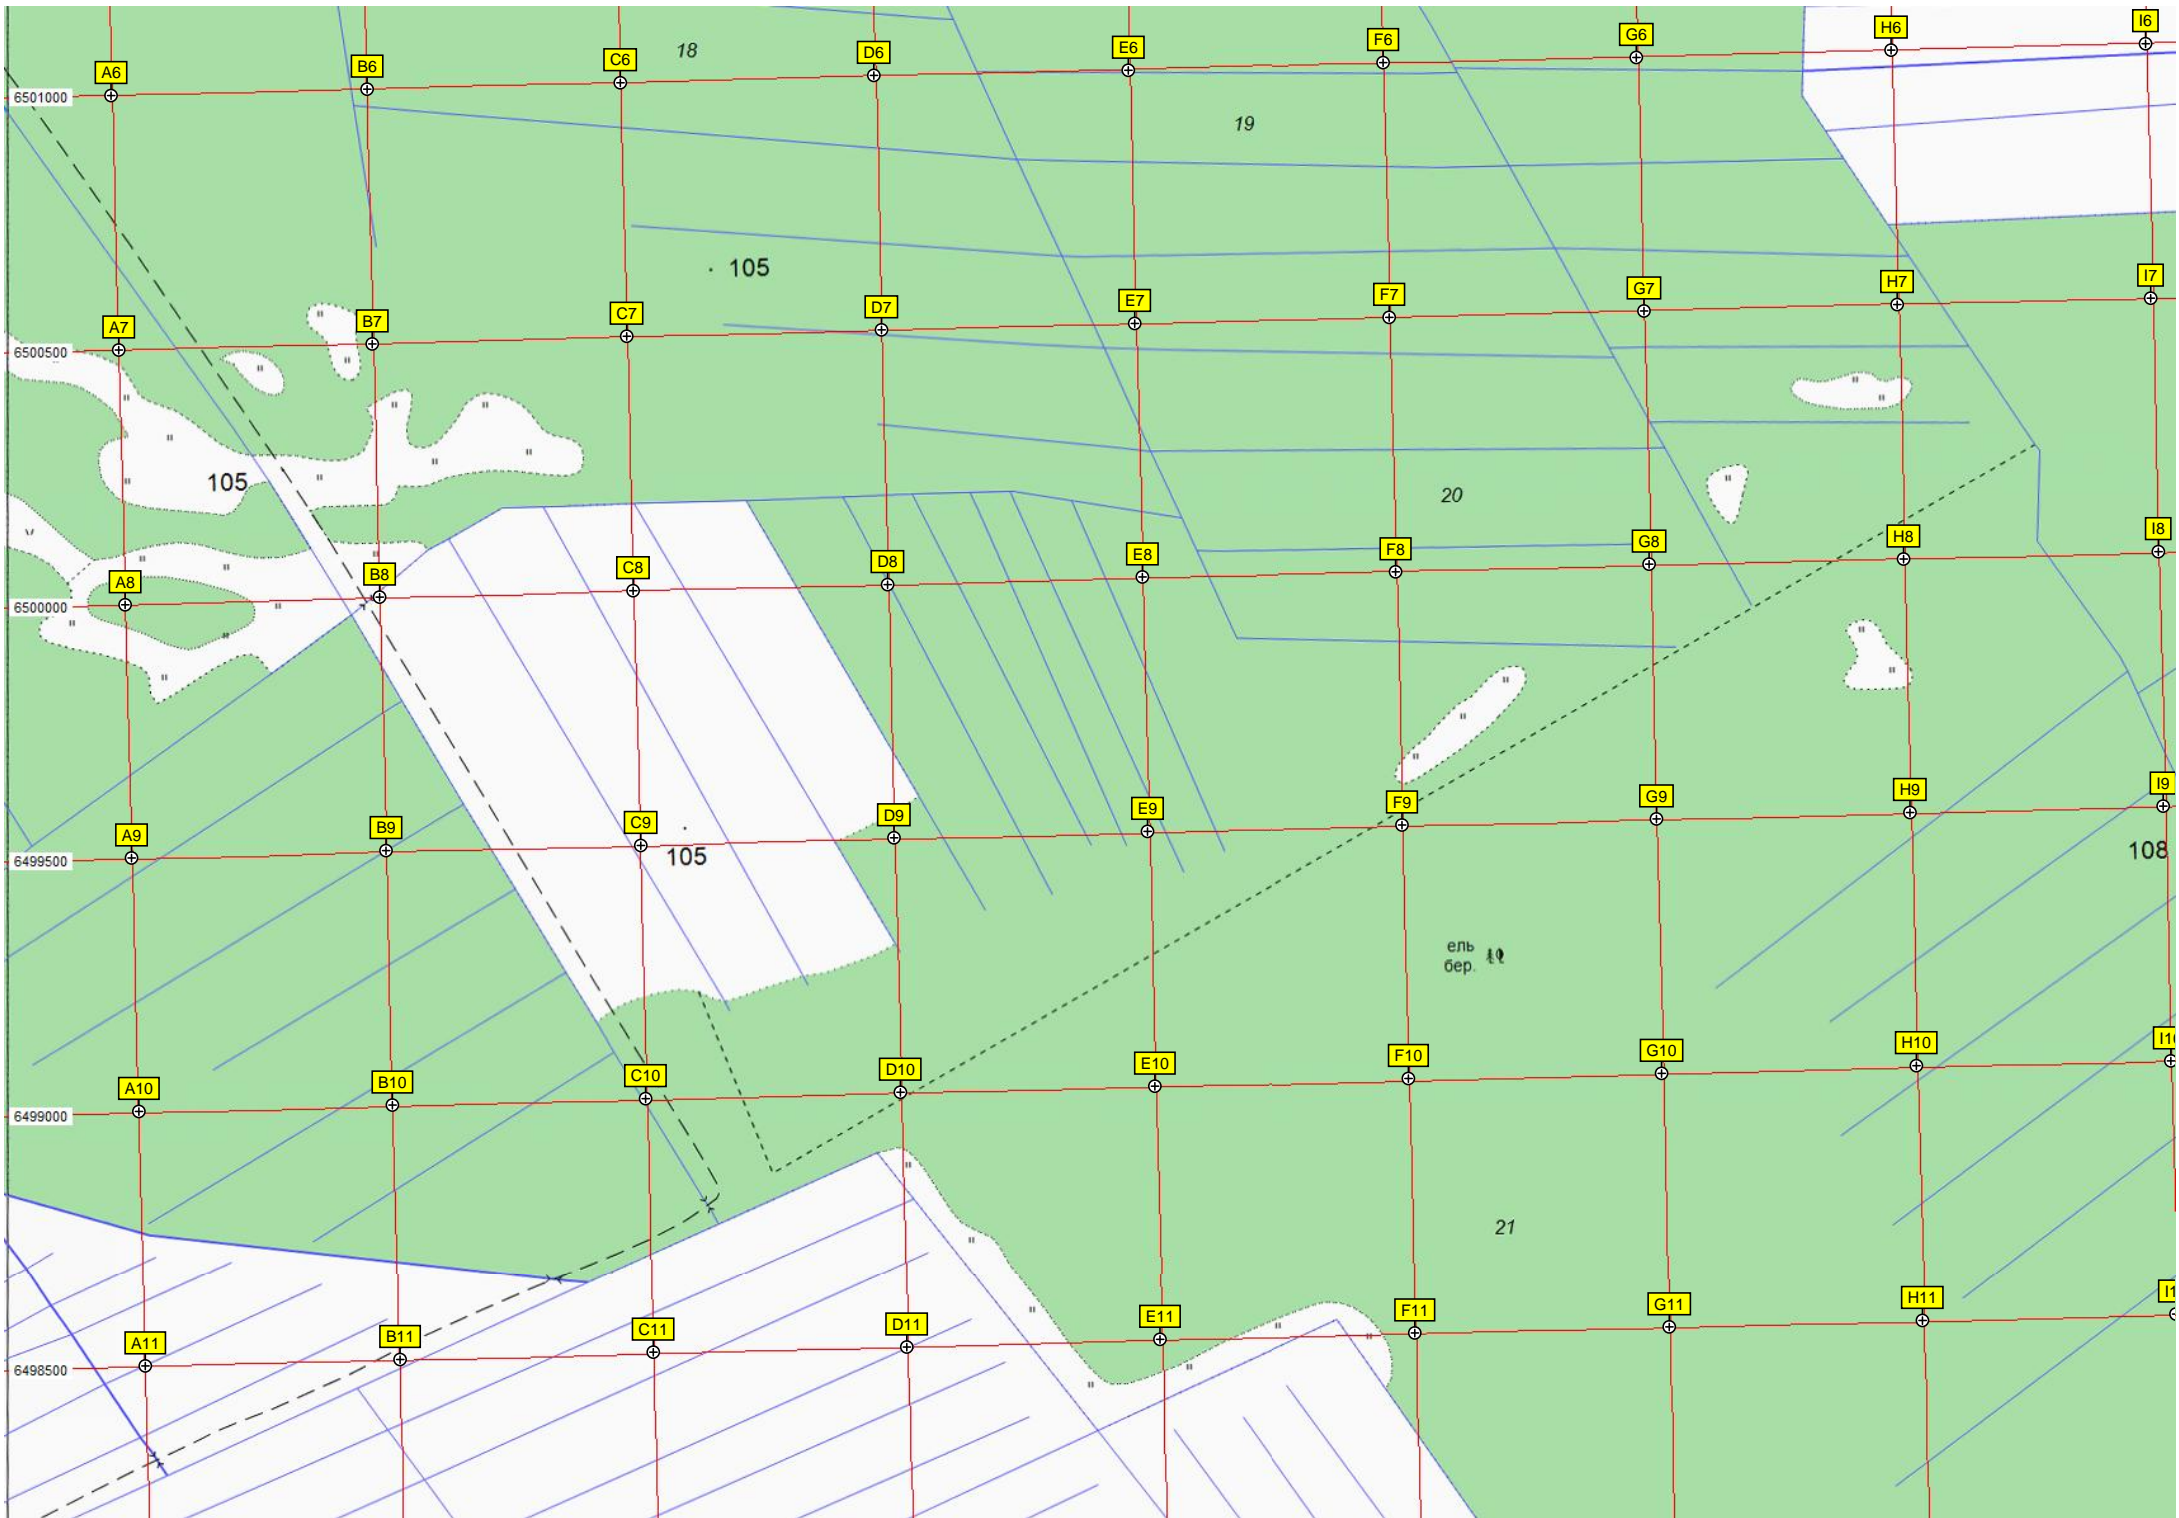 A6 B6 C6 18 D6 E6 F6 G6 H6 I6
6501000
19
105
A7 B7 C7 D7 E7 F7 G7 H7 I7
6500500
105
20
A8 B8 C8 D8 E8 F8 G8 H8 I8
6500000
A9 B9 C9 D9 E9 F9 G9 H9 I9
6499500
105
108
ель
бер.
A10 B10 C10 D10 E10 F10 G10 H10 I1
6499000
21
A11 B11 C11 D11 E11 F11 G11 H11 I1
6498500